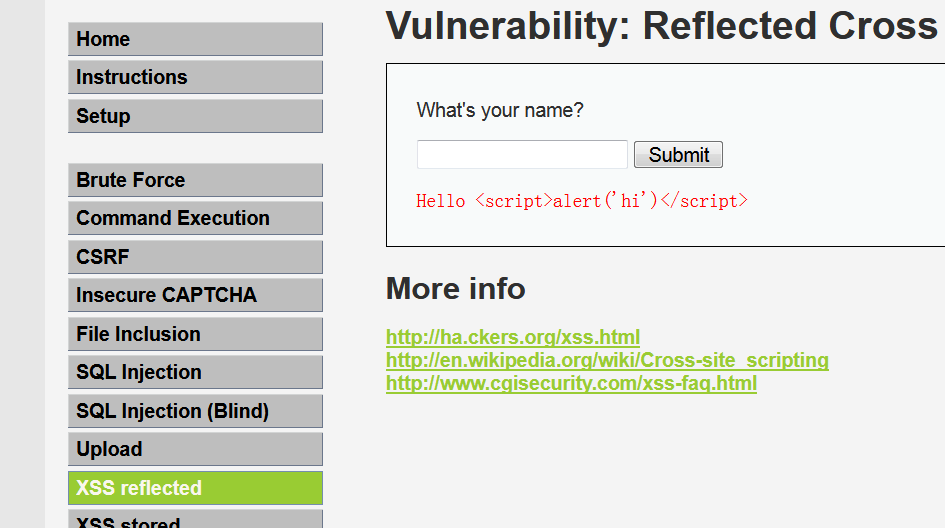 Home
Instructions
Setup
Brute Force
Command Execution
CSRF
Insecure CAPTCHA
File Inclusion
SQL Injection
SQL Injection (Blind)
Upload
XSS reflected
XSS stored
Vulnerability: Reflected Cross
What's your name?
Submit
Hello <script>alert('hi')</script>
More info
http://ha.ckers.org/xss.html
http://en.wikipedia.org/wiki/Cross-site_scripting
http://www.cgisecurity.com/xss-faq.html